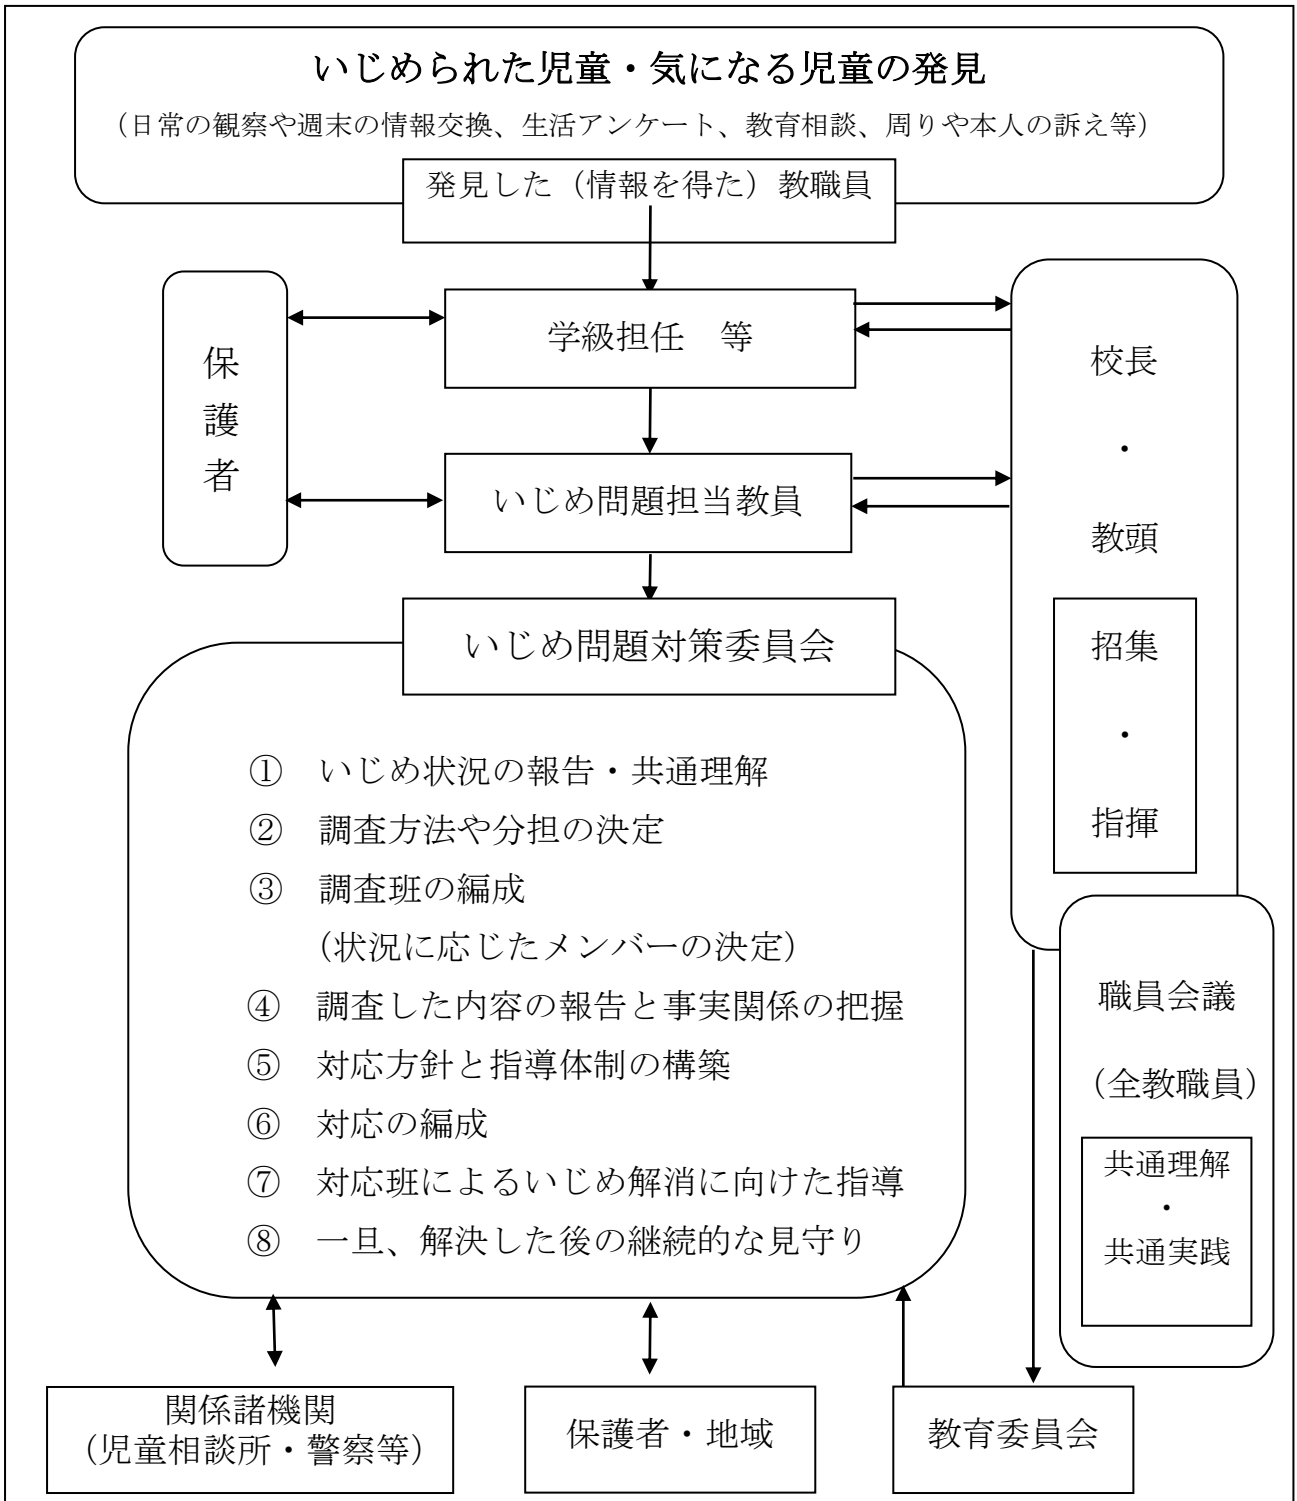 いじめられた児童・気になる児童の発見
（日常の観察や週末の情報交換、生活アンケート、教育相談、周りや本人の訴え等）
発見した（情報を得た）教職員
学級担任　等
保護者
いじめ問題担当教員
校長
・
教頭
招集
・
指揮
いじめ問題対策委員会
①　いじめ状況の報告・共通理解
②　調査方法や分担の決定
③　調査班の編成
（状況に応じたメンバーの決定）
④　調査した内容の報告と事実関係の把握
⑤　対応方針と指導体制の構築
⑥　対応の編成
⑦　対応班によるいじめ解消に向けた指導
⑧　一旦、解決した後の継続的な見守り
職員会議
（全教職員）
共通理解
・
共通実践
関係諸機関
（児童相談所・警察等）
保護者・地域
教育委員会